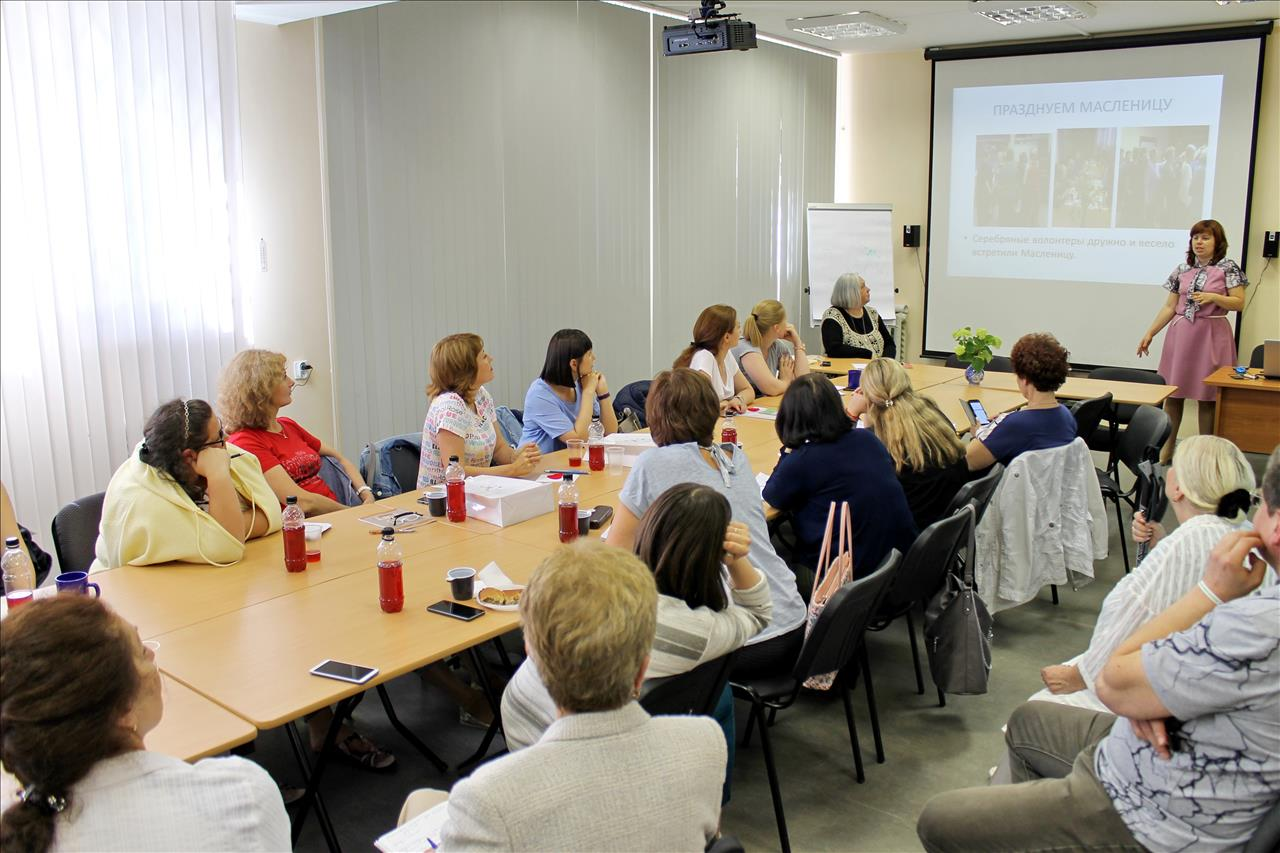 ПРАЗДНУЕМ МАСЛЕНИЦУ
• Серебряные волонтеры дружно и весело
встретили Масленицу.